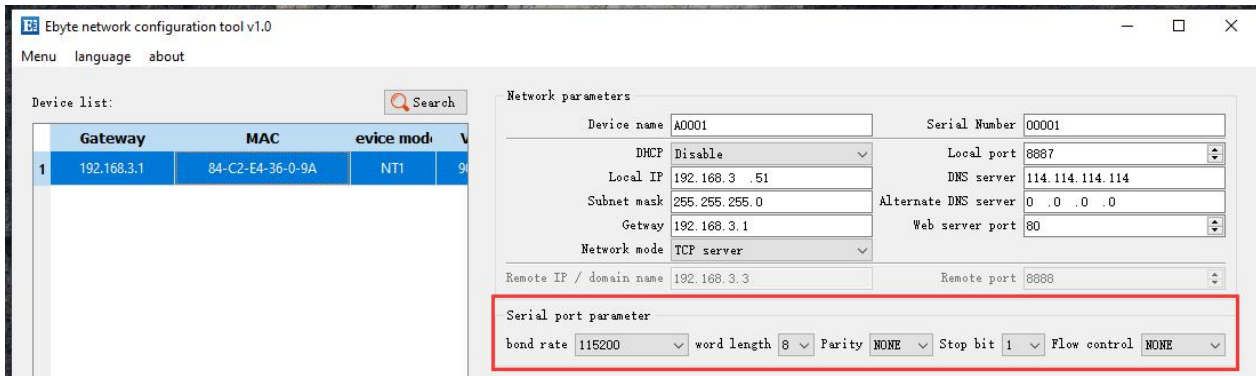 Ebyte network configuration tool v1.0
Menu language about
Device list: Search
Gateway MAC evice mod V
1 192.168.3.1 84-C2-E4-36-0-9A NT1 90
Network parameters
Device name A0001 Serial Number 00001
DHCP Disable Local port 8887
Local IP 192.168.3 .51 DNS server 114.114.114.114
Subnet mask 255.255.255.0 Alternate DNS server 0 .0 .0 .0
Getway 192.168.3.1 Web server port 80
Network mode TCP server
Remote IP / domain name 192.168.3.3 Remote port 8888
Serial port parameter
bond rate 115200 word length 8 Parity NONE Stop bit 1 Flow control NONE